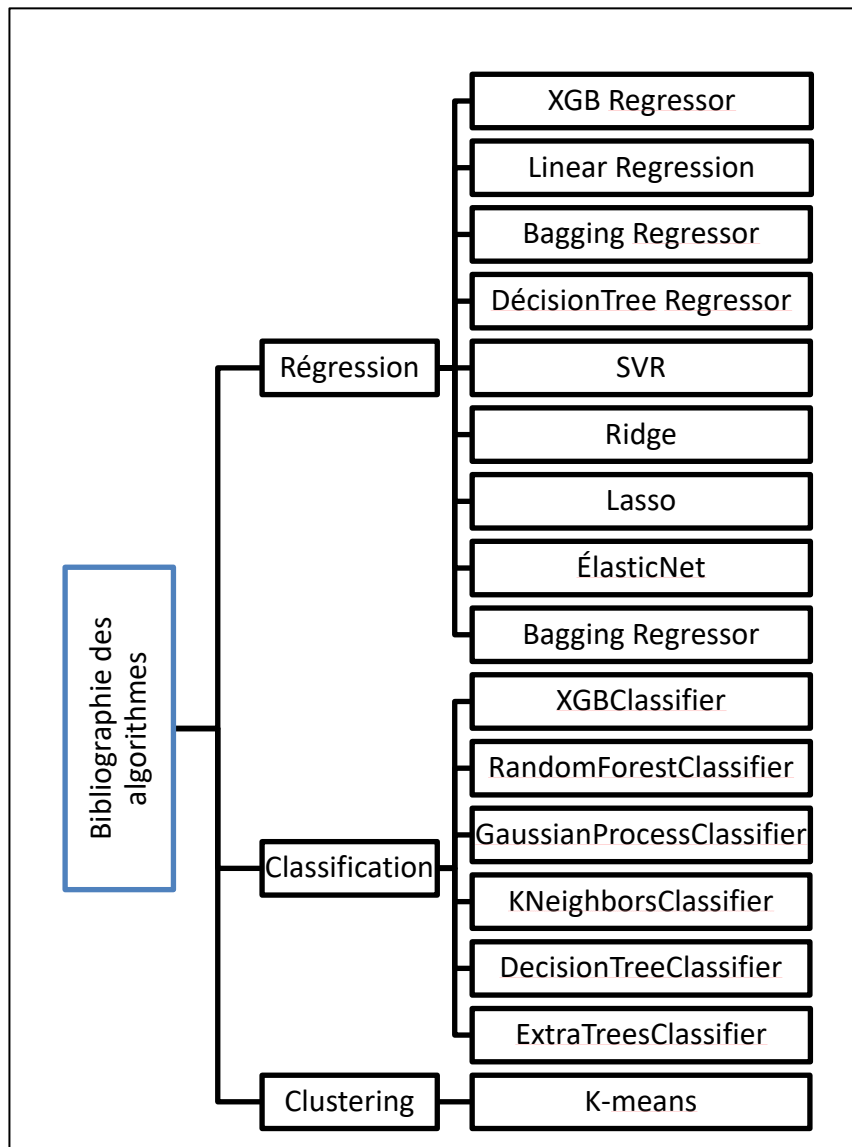 Bibliographie des
algorithmes
Régression
XGB Regressor
Linear Regression
Bagging Regressor
DécisionTree Regressor
SVR
Ridge
Lasso
ÉlasticNet
Bagging Regressor
Classification
XGBClassifier
RandomForestClassifier
GaussianProcessClassifier
KNeighborsClassifier
DecisionTreeClassifier
ExtraTreesClassifier
Clustering
K-means